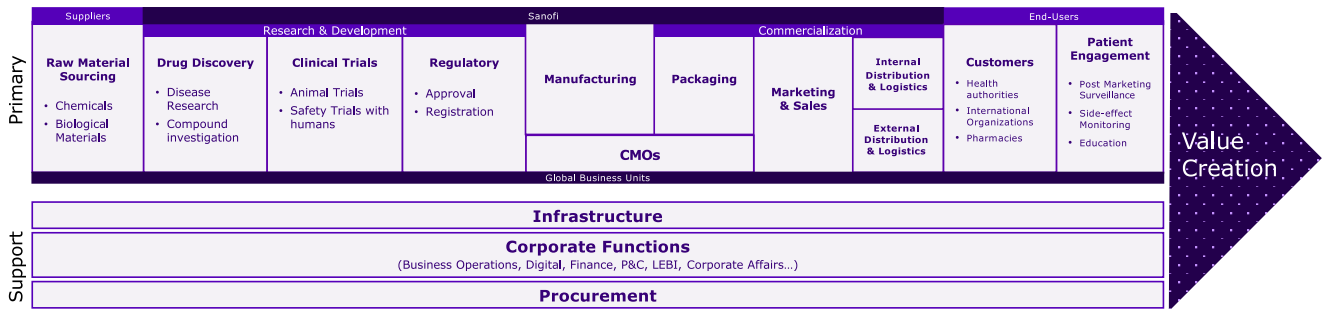 Suppliers
Sanofi
End-Users
Research & Development
Commercialization
Primary
Raw Material
Sourcing
• Chemicals
• Biological
Materials
Drug Discovery
• Disease
Research
• Compound
investigation
Clinical Trials
• Animal Trials
• Safety Trials with
humans
Regulatory
• Approval
• Registration
Manufacturing
Packaging
CMOs
Marketing
& Sales
Internal
Distribution
& Logistics
External
Distribution
& Logistics
Customers
• Health
authorities
• International
Organizations
• Pharmacies
Patient
Engagement
• Post Marketing
Surveillance
• Side-effect
Monitoring
• Education
Global Business Units
Value
Creation
Support
Infrastructure
Corporate Functions
(Business Operations, Digital, Finance, P&C, LEBI, Corporate Affairs...)
Procurement